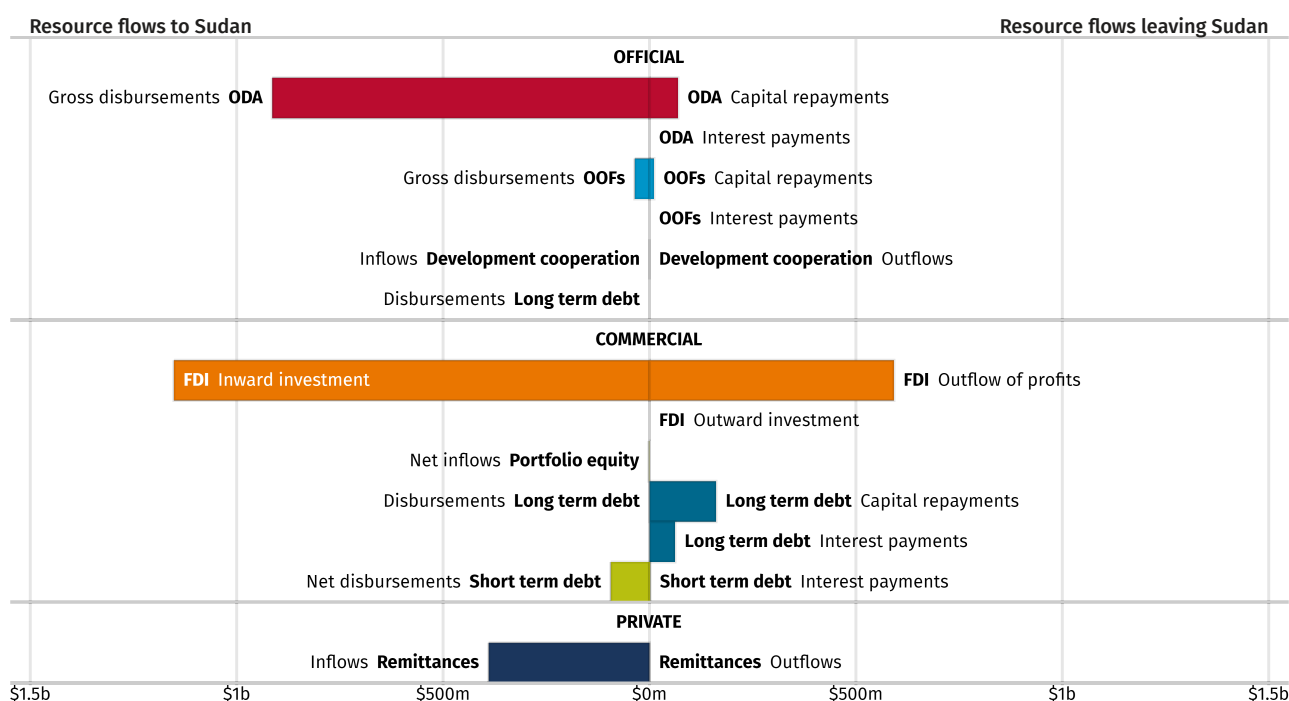 Resource flows to Sudan Resource flows leaving Sudan
OFFICIAL
Gross disbursements ODA ODA Capital repayments
ODA Interest payments
Gross disbursements OOFs OOFs Capital repayments
OOFs Interest payments
Inflows Development cooperation Development cooperation Outflows
Disbursements Long term debt
COMMERCIAL
FDI Inward investment FDI Outflow of profits
FDI Outward investment
Net inflows Portfolio equity
Disbursements Long term debt Long term debt Capital repayments
Long term debt Interest payments
Net disbursements Short term debt Short term debt Interest payments
PRIVATE
Inflows Remittances Remittances Outflows
$1.5b $1b $500m $0m $500m $1b $1.5b